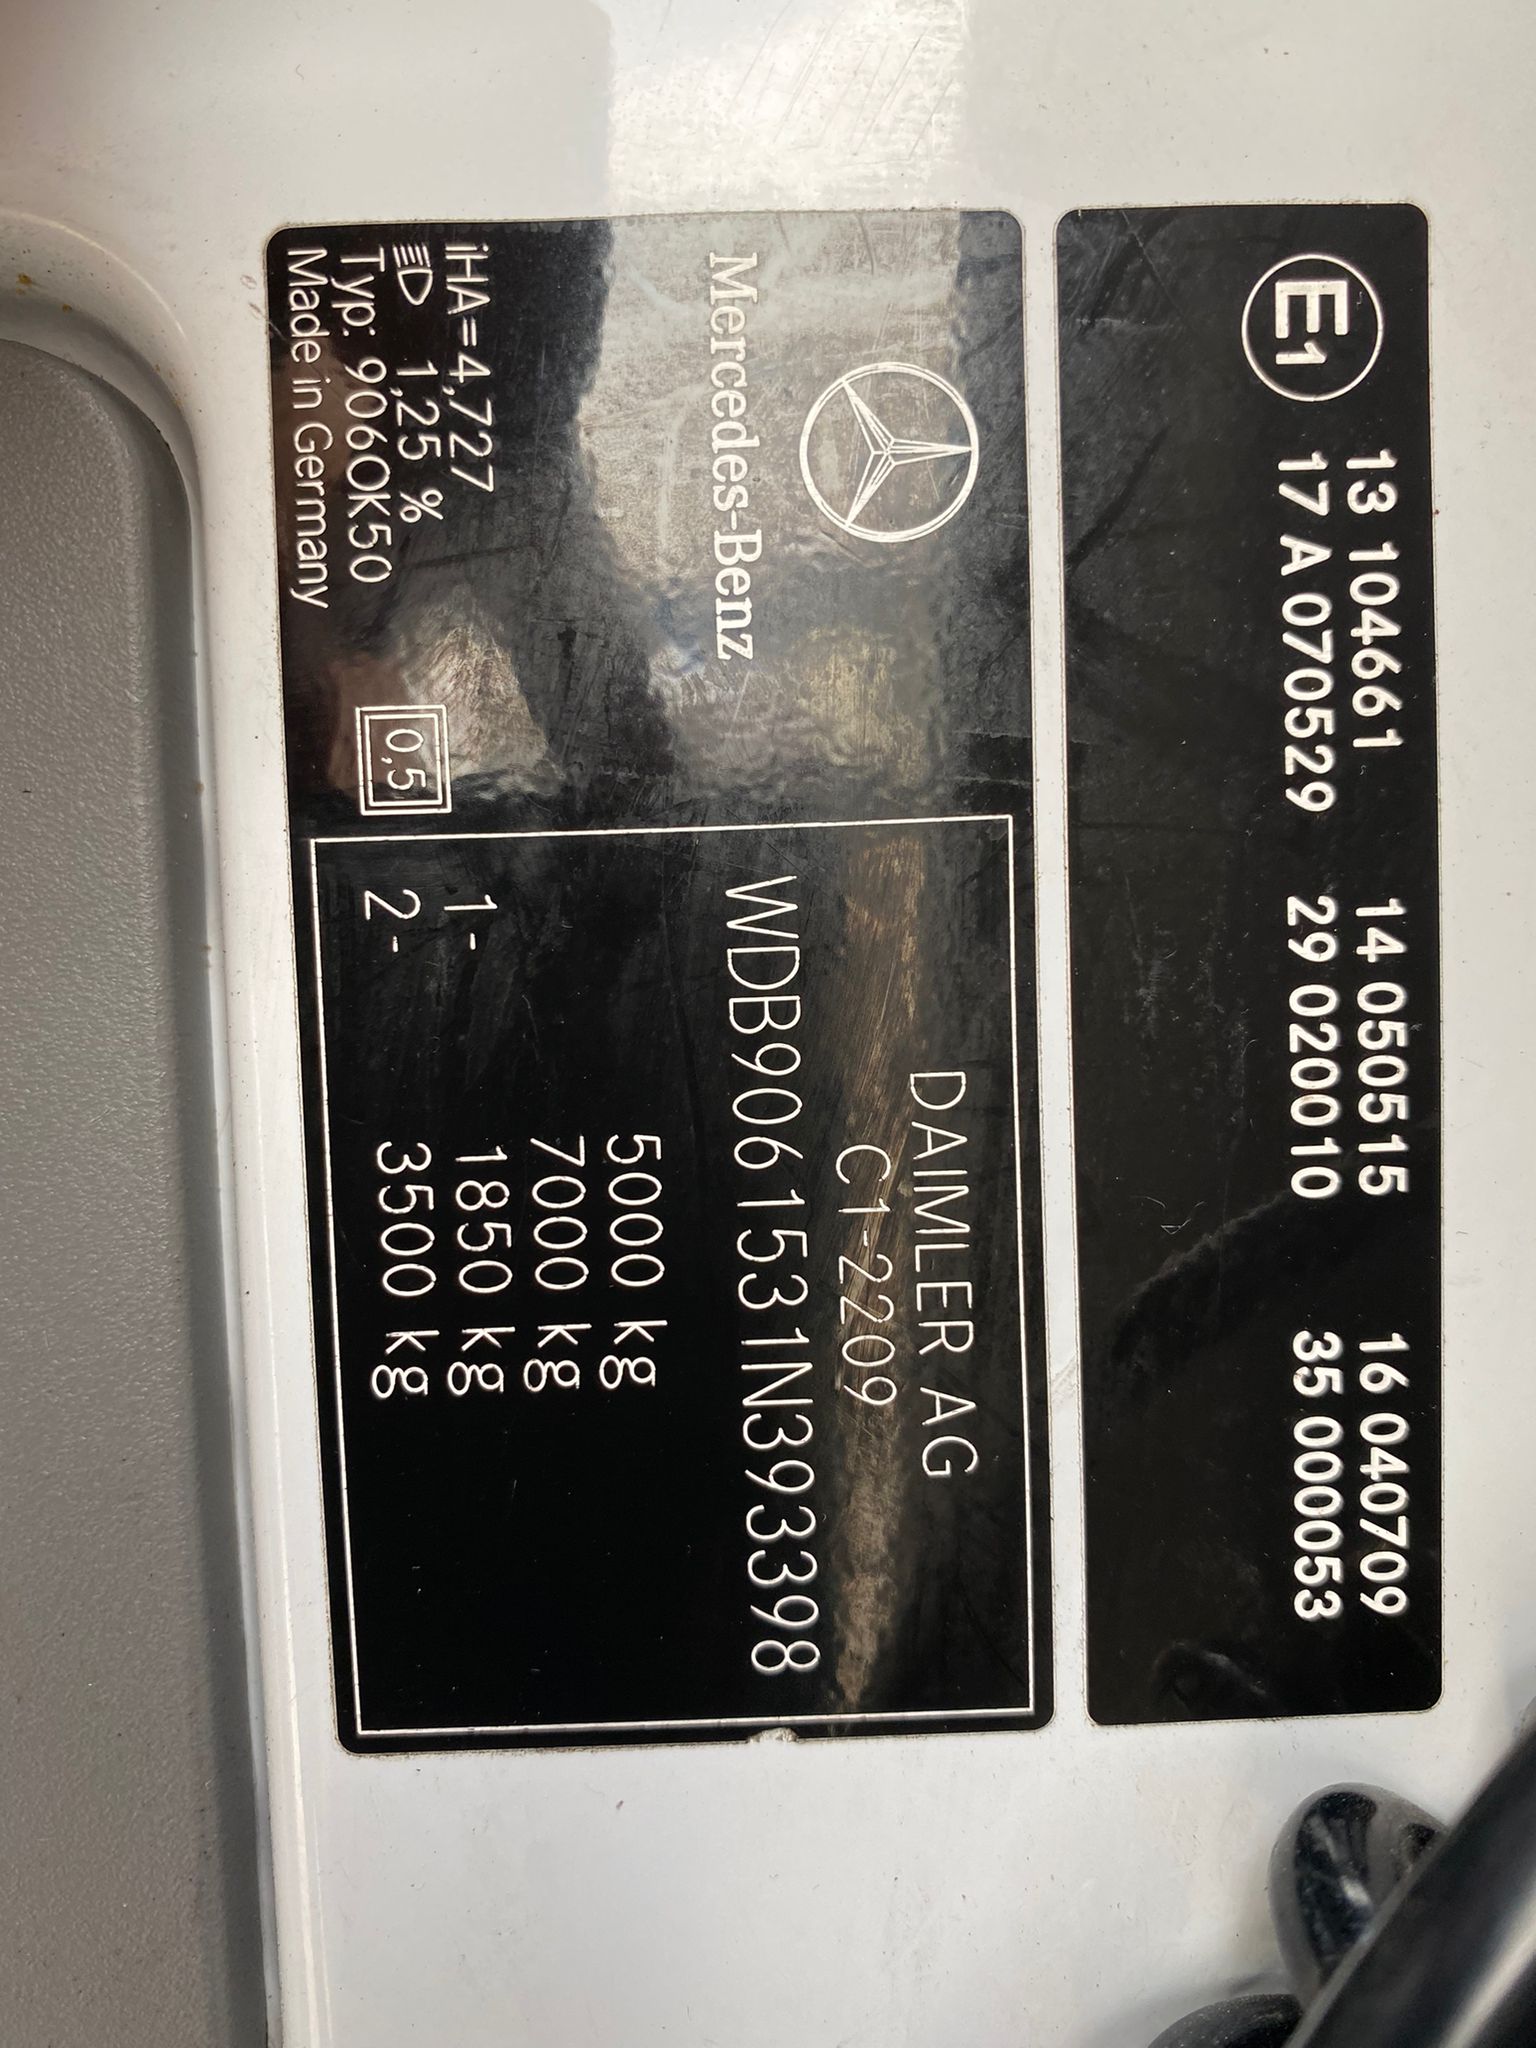 E1
13 10461 14 050515 16 040709
17 A 070529 29 020010 35 000053
Mercedes-Benz
iHA=4,727
1,25 %
Typ: 906OK50
Made in Germany
0,5
DAIMLER AG
C1-2209
WDB9061531N393398
5000 kg
7000 kg
1- 1850 kg
2- 3500 kg